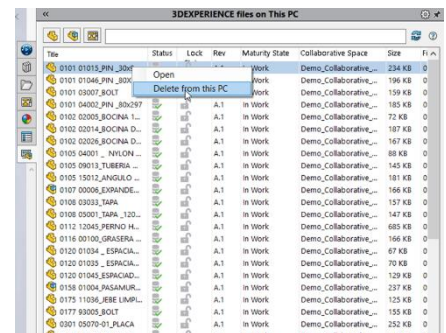 3DEXPERIENCE files on This PC
Title Status Lock Rev Maturity State Collaborative Space Size
0101 01015_PIN _30x In Work Demo_Collaborative_... 234 KB
Open
0101 01046_PIN _80X Work Demo_Collaborative_... 196 KB
Delete from this PC
0101 03007_BOLT Work Demo_Collaborative_... 159 KB
0101 04002_PIN _80x297 A.1 In Work Demo_Collaborative_... 185 KB
0102 02005_BOCINA 1... A.1 In Work Demo_Collaborative_... 72 KB
0102 02014_BOCINA D... A.1 In Work Demo_Collaborative_... 187 KB
0102 02026_BOCINA D... A.1 In Work Demo_Collaborative_... 167 KB
0105 04001 _ NYLON ... A.1 In Work Demo_Collaborative_... 88 KB
0105 09013_TUBERIA ... A.1 In Work Demo_Collaborative_... 145 KB
0105 15012_ANGULO ... A.1 In Work Demo_Collaborative_... 181 KB
0107 00006_EXPANDE... A.1 In Work Demo_Collaborative_... 166 KB
0108 03033_TAPA A.1 In Work Demo_Collaborative_... 157 KB
0108 05001_TAPA _120... A.1 In Work Demo_Collaborative_... 147 KB
0112 12045_PERNO H... A.1 In Work Demo_Collaborative_... 685 KB
0116 00100_GRASERA ... A.1 In Work Demo_Collaborative_... 166 KB
0120 01034 _ ESPACIA... A.1 In Work Demo_Collaborative_... 67 KB
0120 01035 _ ESPACIA... A.1 In Work Demo_Collaborative_... 70 KB
0120 01045_ESPACIAD... A.1 In Work Demo_Collaborative_... 129 KB
0158 01004_PASAMUR... A.1 In Work Demo_Collaborative_... 237 KB
0175 11036_JEBE LIMPI... A.1 In Work Demo_Collaborative_... 125 KB
0177 93005_BOLT A.1 In Work Demo_Collaborative_... 155 KB
0301 05070-01_PLACA A.1 In Work Demo_Collaborative_... 252 KB